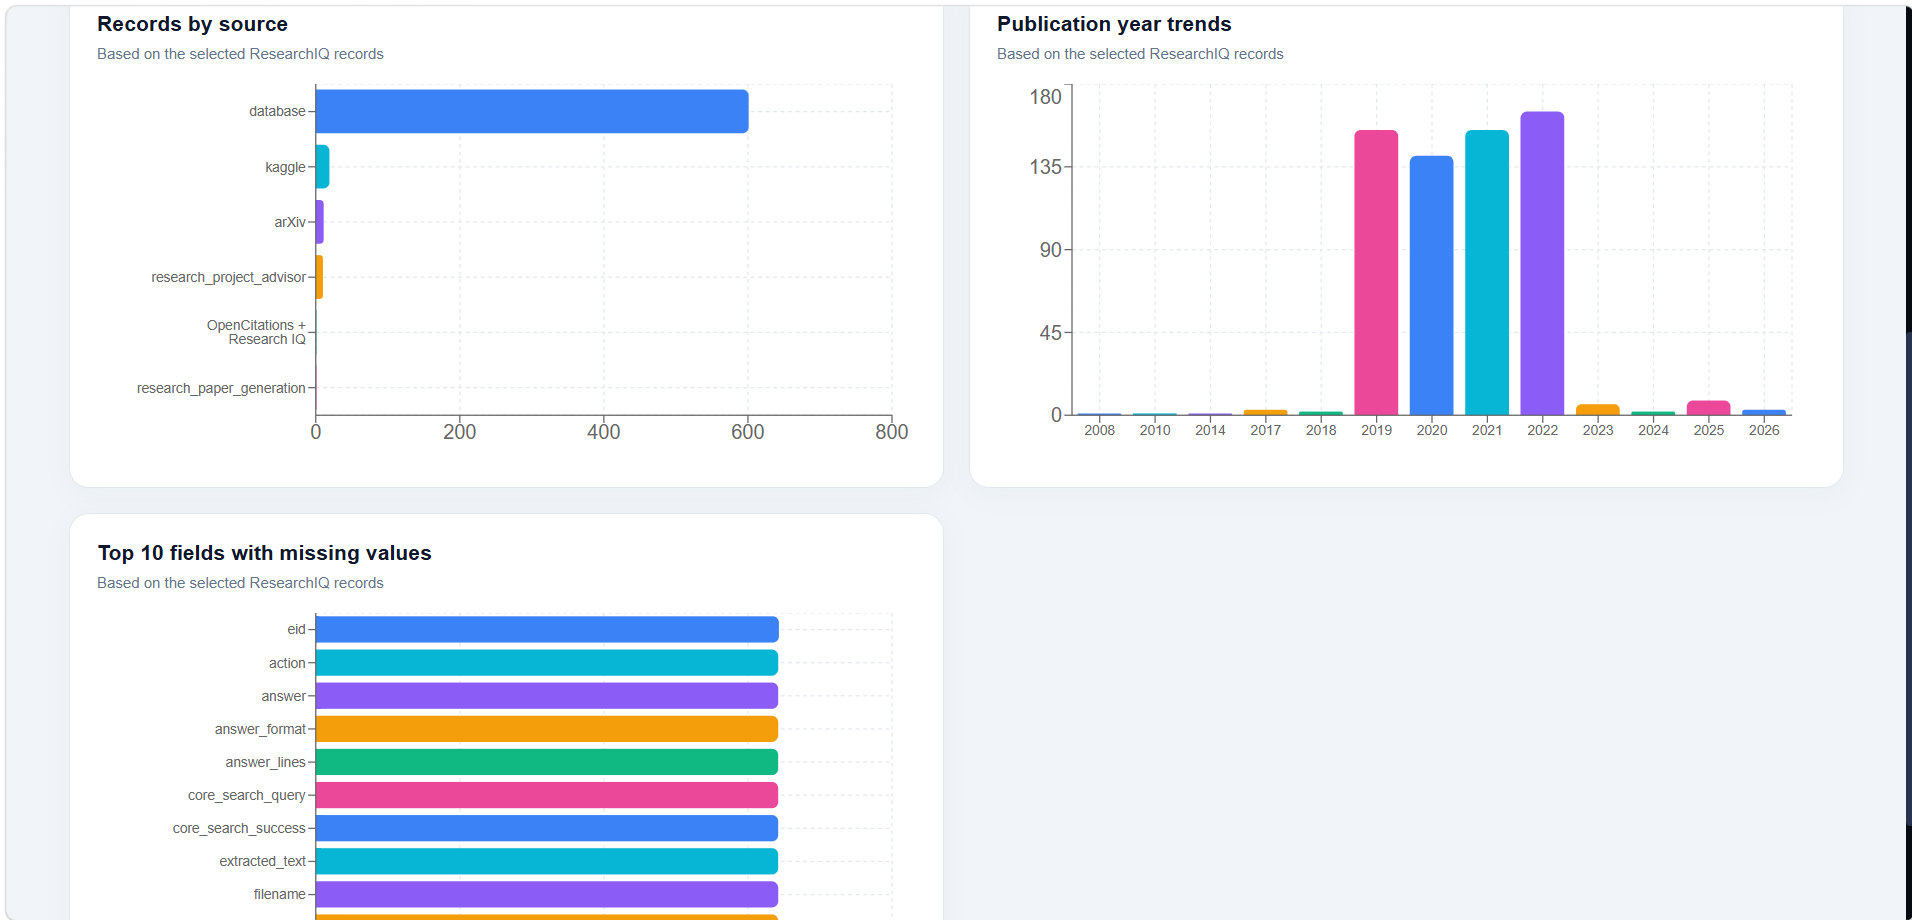 Records by source
Based on the selected ResearchIQ records
database
kaggle
arXiv
research_project_advisor
OpenCitations +
Research IQ
research_paper_generation
0 200 400 600 800
Publication year trends
Based on the selected ResearchIQ records
180
135
90
45
0
2008 2010 2014 2017 2018 2019 2020 2021 2022 2023 2024 2025 2026
Top 10 fields with missing values
Based on the selected ResearchIQ records
eid
action
answer
answer_format
answer_lines
core_search_query
core_search_success
extracted_text
filename